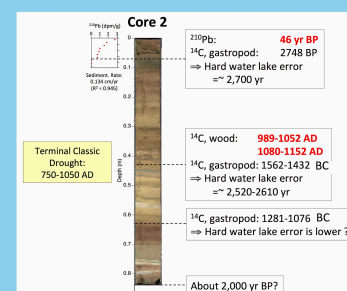 Core 2
²¹⁰Pb (dpm/g)
0 1 2 3
Sediment. Rate:
0.134 cm/yr
(R² = 0.945)
0
0.1
0.2
0.3
0.4
0.5
0.6
0.7
0.8
Depth (m)
Terminal Classic
Drought:
750-1050 AD
²¹⁰Pb: 46 yr BP
¹⁴C, gastropod: 2748 BP
⇒ Hard water lake error
=~ 2,700 yr
¹⁴C, wood: 989-1052 AD
1080-1152 AD
¹⁴C, gastropod: 1562-1432 BC
⇒ Hard water lake error
=~ 2,520-2610 yr
¹⁴C, gastropod: 1281-1076 BC
⇒ Hard water lake error is lower ?
About 2,000 yr BP?